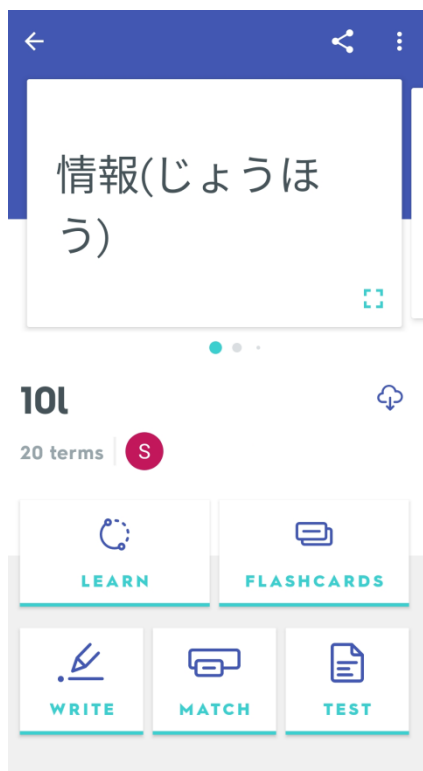 情報(じょうほ
う)
10l
20 terms
S
LEARN
FLASHCARDS
WRITE
MATCH
TEST